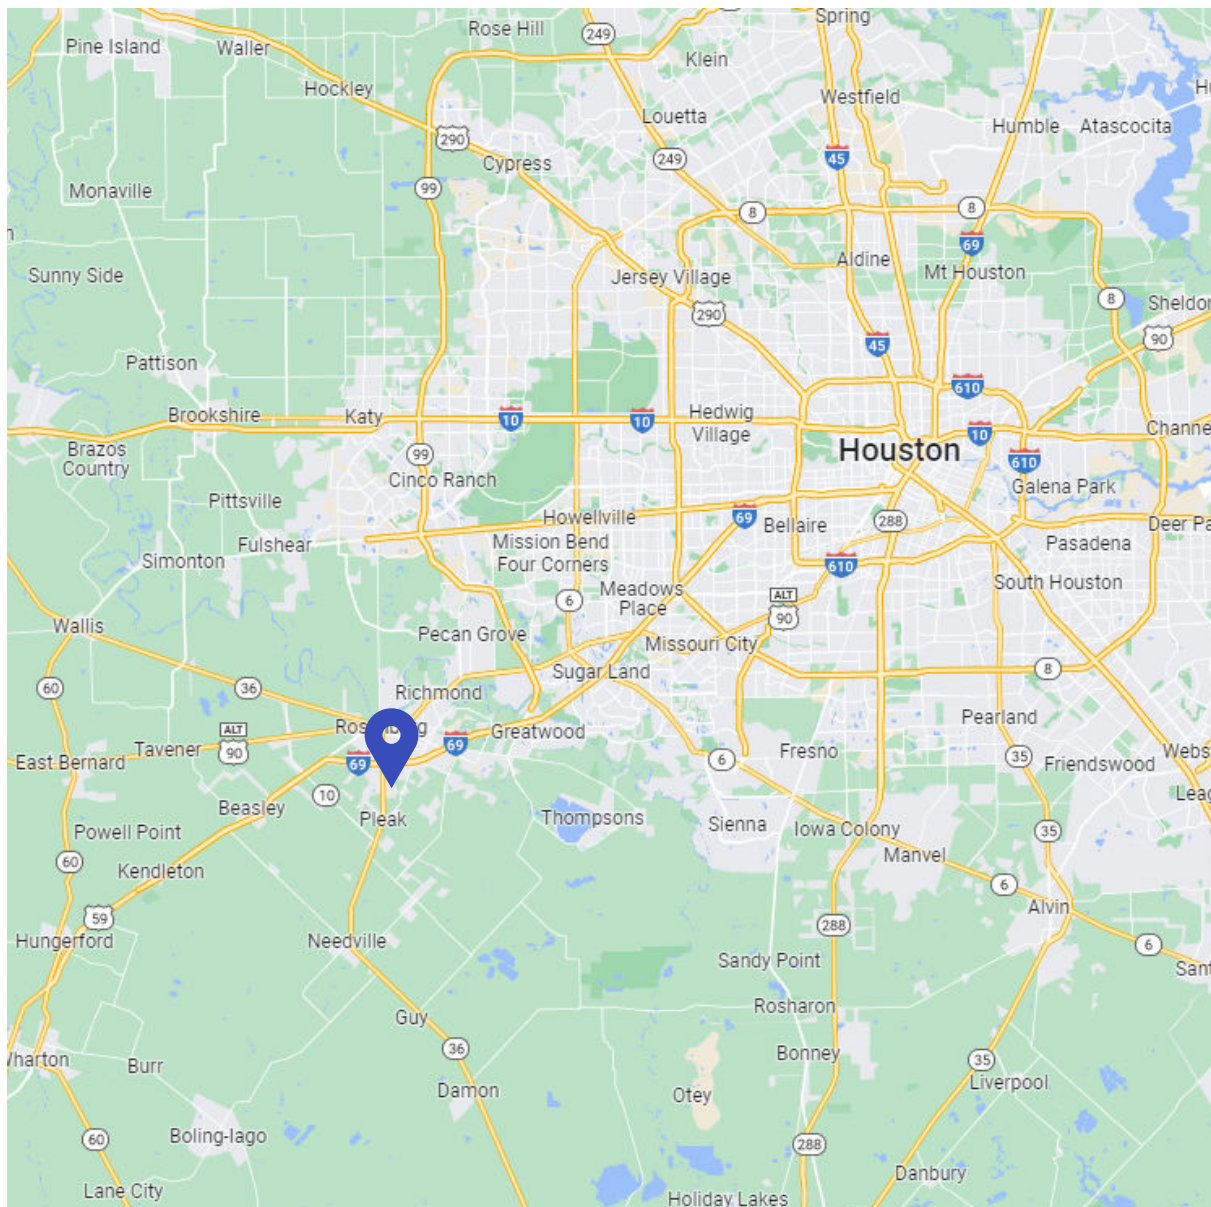 Spring
Rose Hill
249
Pine Island
Waller
Klein
Hockley
Westfield
Louetta
Humble
Atascocita
290
Cypress
249
45
99
Monaville
8
8
69
Sunny Side
Jersey Village
Aldine
Mt Houston
8
290
Sheldon
90
45
Pattison
610
Brookshire
Katy
10
10
Hedwig
Village
10
Houston
610
Brazos
Country
99
Cinco Ranch
Galena Park
Pittsville
Howellville
69
Bellaire
288
Fulshear
Mission Bend
Pasadena
Simonton
Four Corners
610
Meadows
Place
South Houston
6
ALT
90
Wallis
Pecan Grove
Missouri City
Sugar Land
8
60
36
Richmond
Pearland
ALT
90
Greatwood
69
Tavener
East Bernard
69
6
Fresno
35
Friendswood
10
Beasley
Pleak
Thompsons
Sienna
Iowa Colony
Powell Point
35
60
Kendleton
Manvel
6
59
Alvin
288
Hungerford
Needville
6
Sandy Point
Guy
Rosharon
36
Bonney
35
Burr
Damon
Otey
Liverpool
60
Boling-Iago
288
Danbury
Lane City
Holiday Lakes